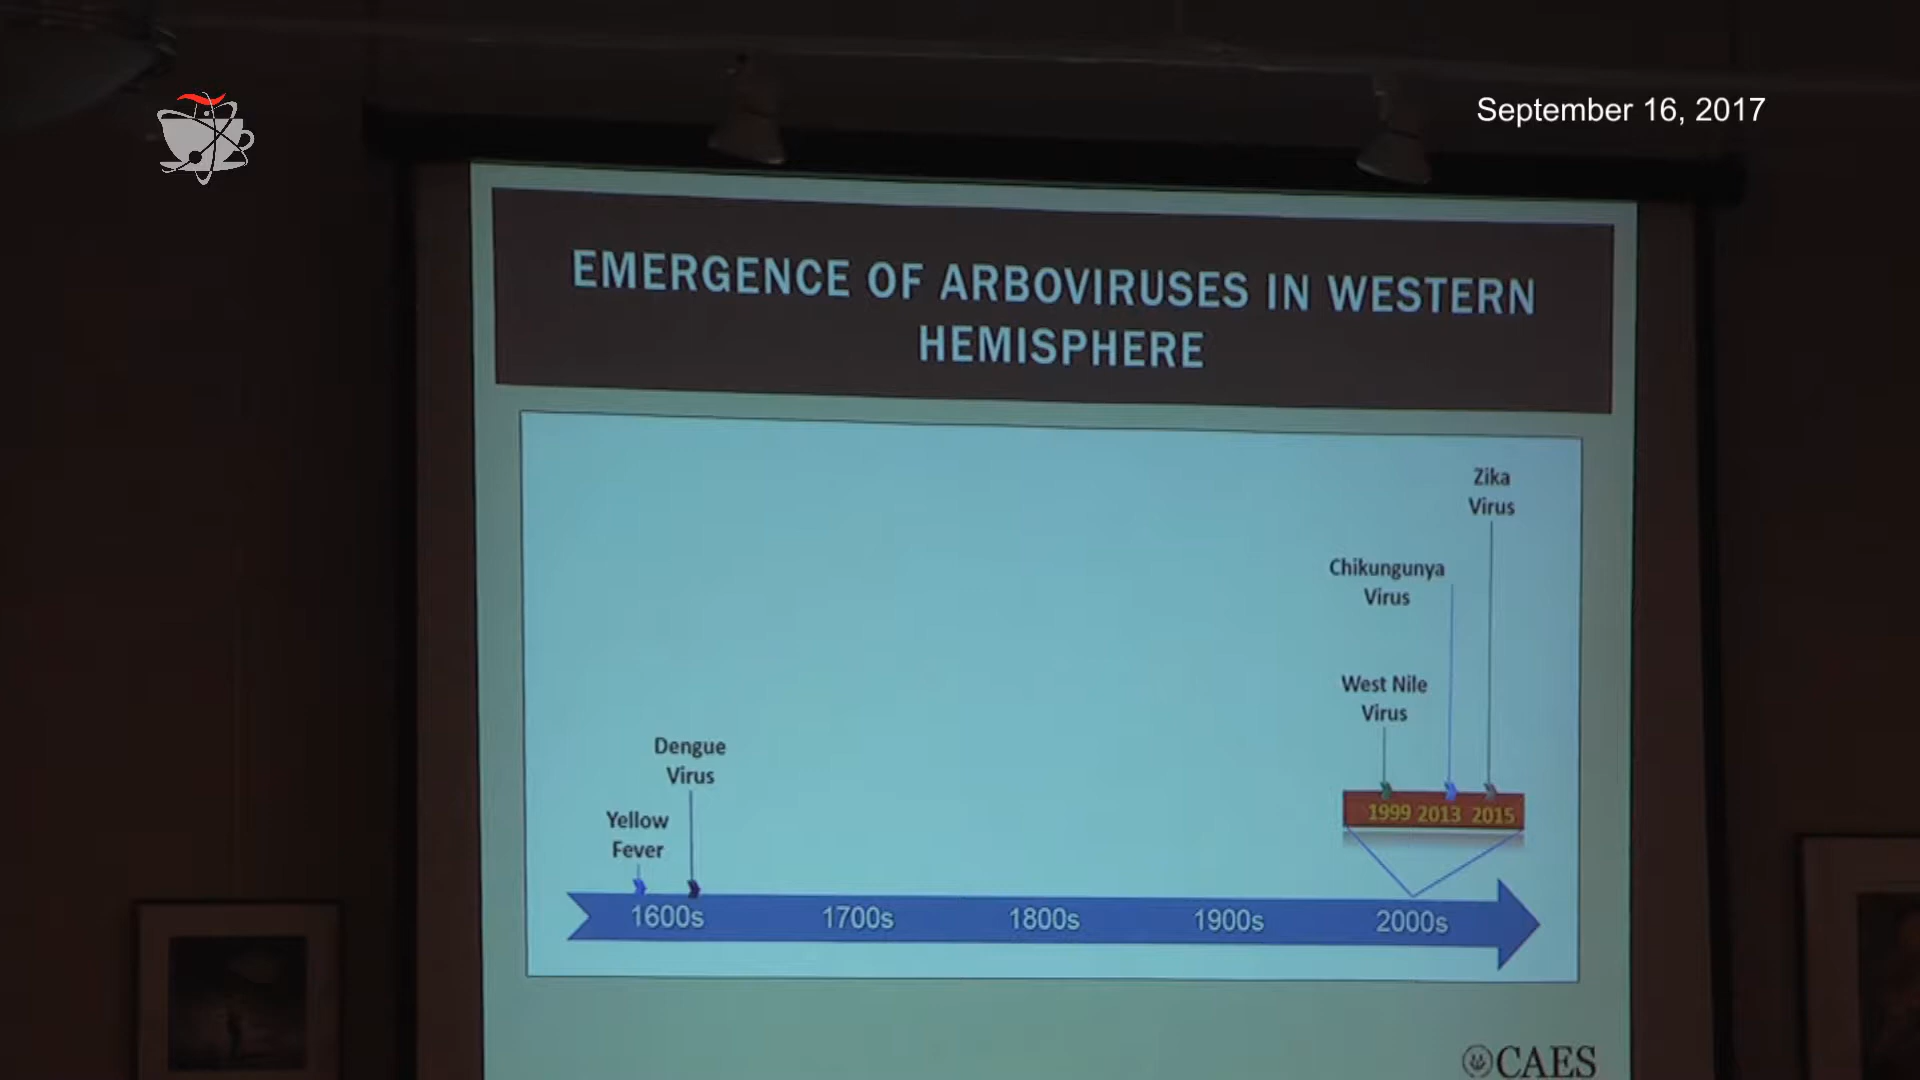 September 16, 2017
EMERGENCE OF ARBOVIRUSES IN WESTERN
HEMISPHERE
Zika
Virus
Chikungunya
Virus
West Nile
Virus
Dengue
Virus
Yellow
Fever
1999 2013 2015
1600s 1700s 1800s 1900s 2000s
CAES